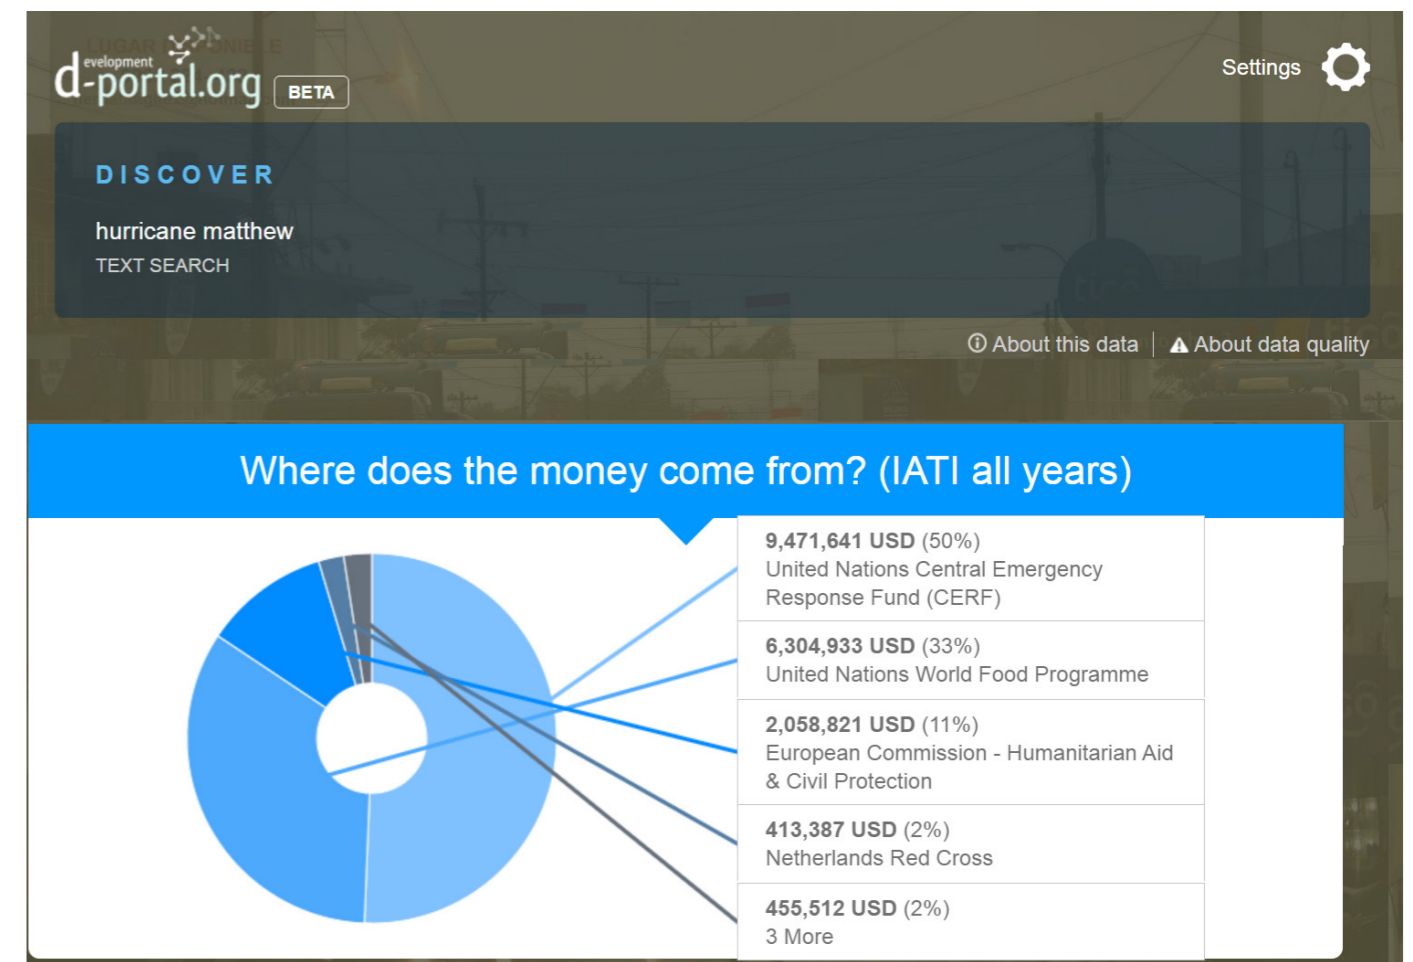 development
d-portal.org
BETA
Settings
DISCOVER
hurricane matthew
TEXT SEARCH
About this data
About data quality
Where does the money come from? (IATI all years)
9,471,641 USD (50%)
United Nations Central Emergency
Response Fund (CERF)
6,304,933 USD (33%)
United Nations World Food Programme
2,058,821 USD (11%)
European Commission - Humanitarian Aid
& Civil Protection
413,387 USD (2%)
Netherlands Red Cross
455,512 USD (2%)
3 More